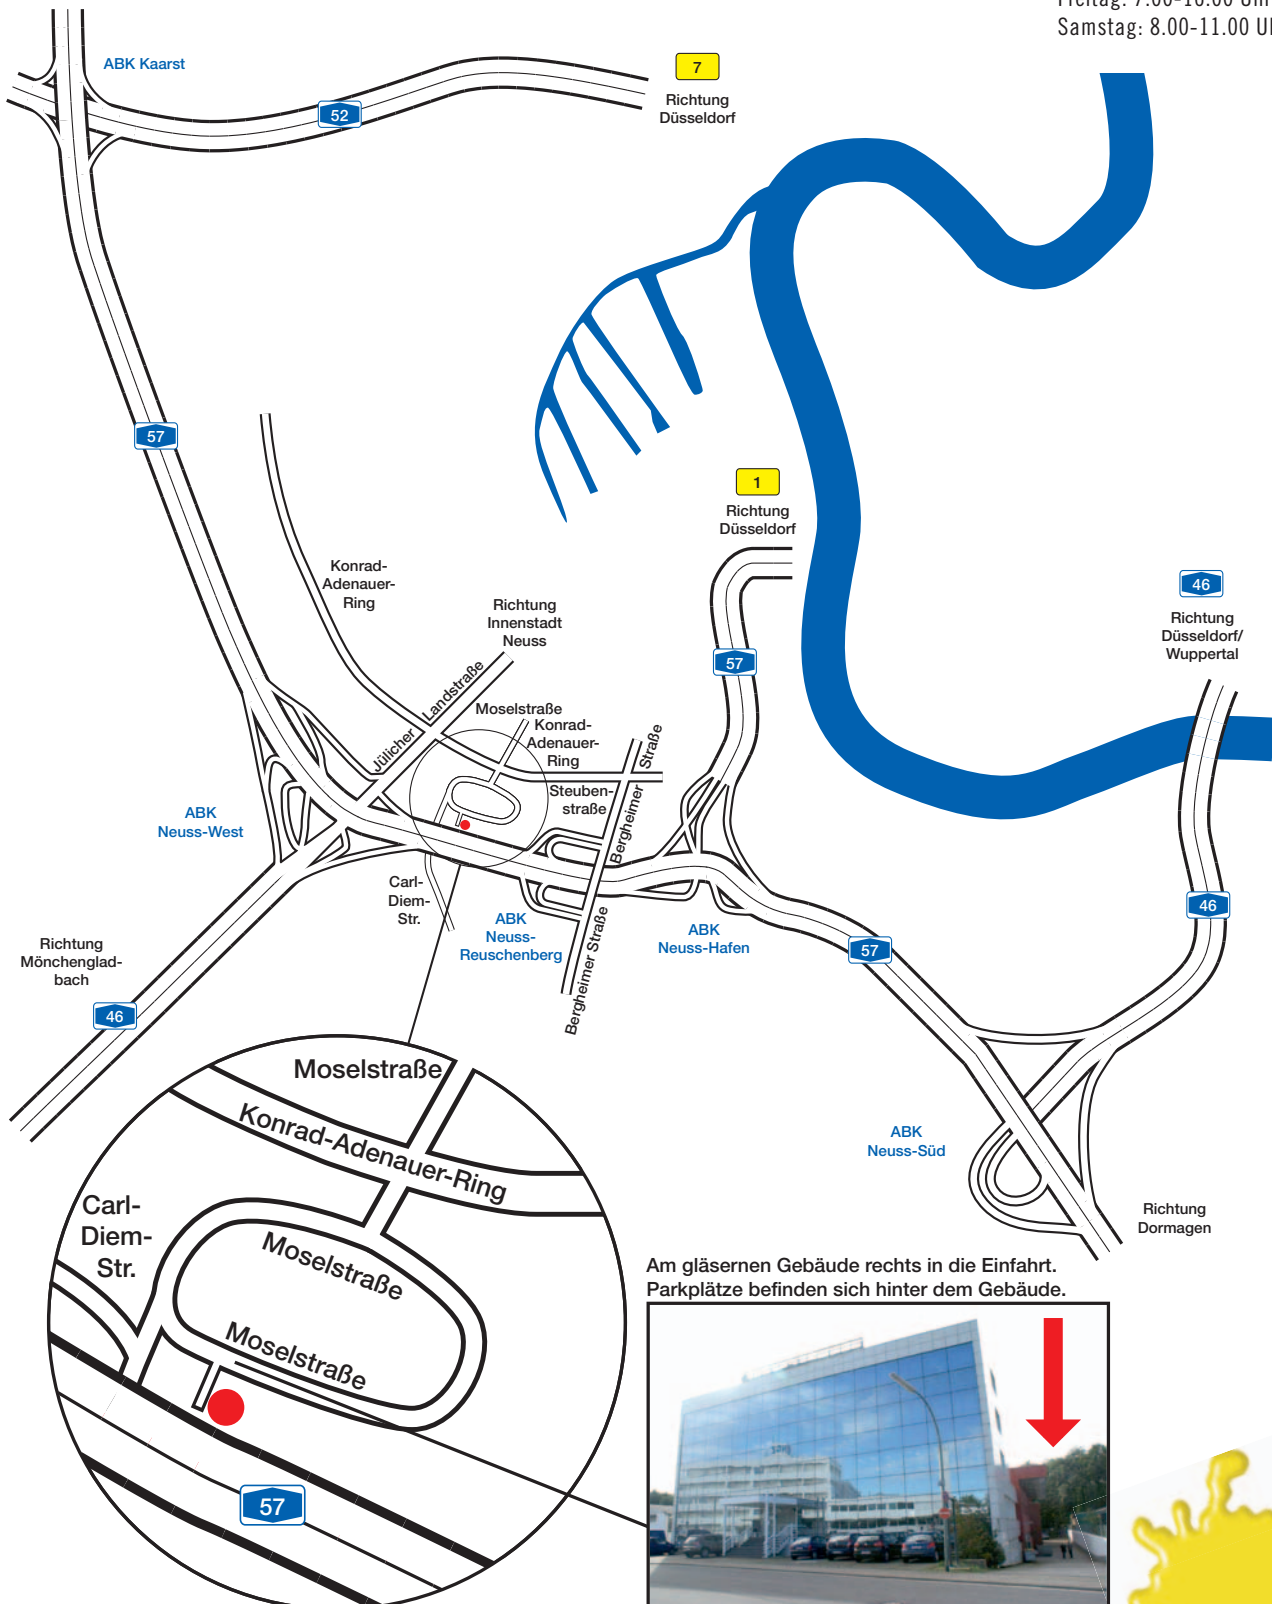 Samstag: 8.00-11.00
ABK Kaarst
7
Richtung
Düsseldorf
52
57
1
Richtung
Düsseldorf
Konrad-
Adenauer-
Ring
Richtung
Innenstadt
Neuss
46
Richtung
Düsseldorf/
Wuppertal
57
Jülicher Landstraße
Moselstraße
Konrad-
Adenauer-
Ring
Steuben-
straße
Bergheimer Straße
ABK
Neuss-West
Carl-
Diem-
Str.
ABK
Neuss-
Reuschenberg
Bergheimer Straße
ABK
Neuss-Hafen
46
57
Richtung
Mönchenglad-
bach
46
Moselstraße
Konrad-Adenauer-Ring
ABK
Neuss-Süd
Carl-
Diem-
Str.
Richtung
Dormagen
Moselstraße
Moselstraße
57
Am gläsernen Gebäude rechts in die Einfahrt.
Parkplätze befinden sich hinter dem Gebäude.